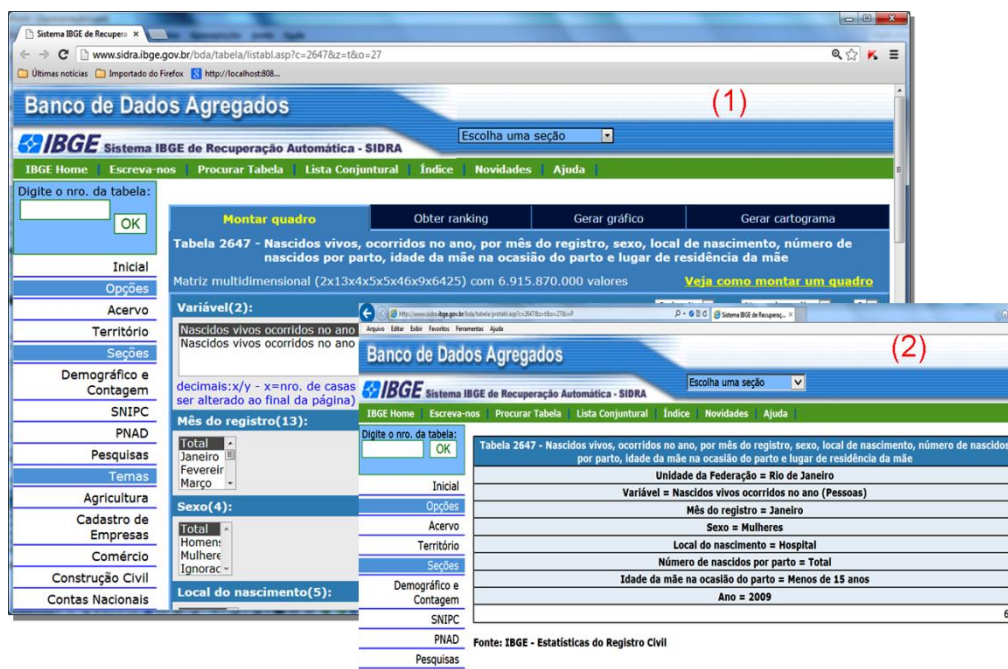 Sistema IBGE de Recupera
www.sidra.ibge.gov.br/bda/tabela/listabl.asp?c=2647&z=t&o=27
Últimas notícias Importado do Firefox http://localhost:808...
Banco de Dados Agregados
(1)
Escolha uma seção
IBGE Sistema IBGE de Recuperação Automática - SIDRA
IBGE Home Escreva-nos Procurar Tabela Lista Conjuntural Índice Novidades Ajuda
Digite o nro. da tabela:
OK
Inicial
Opções
Acervo
Território
Seções
Demográfico e
Contagem
SNIPC
PNAD
Pesquisas
Temas
Agricultura
Cadastro de
Empresas
Comércio
Construção Civil
Contas Nacionais
Montar quadro Obter ranking Gerar gráfico Gerar cartograma
Tabela 2647 - Nascidos vivos, ocorridos no ano, por mês do registro, sexo, local de nascimento, número de
nascidos por parto, idade da mãe na ocasião do parto e lugar de residência da mãe
Matriz multidimensional (2x13x4x5x5x46x9x6425) com 6.915.870.000 valores Veja como montar um quadro
Variável(2):
Nascidos vivos ocorridos no ano
Nascidos vivos ocorridos no ano
decimais:x/y - x=nro. de casas
ser alterado ao final da página)
Mês do registro(13):
Total
Janeiro
Fevereir
Março
Sexo(4):
Total
Homens
Mulhere
Ignorac
Local do nascimento(5):
Sistema IBGE de Recuperaç...
Arquivo Editar Exibir Favoritos Ferramentas Ajuda
Banco de Dados Agregados
(2)
Escolha uma seção
IBGE Sistema IBGE de Recuperação Automática - SIDRA
IBGE Home Escreva-nos Procurar Tabela Lista Conjuntural Índice Novidades Ajuda
Digite o nro. da tabela:
OK
Inicial
Opções
Acervo
Território
Seções
Demográfico e
Contagem
SNIPC
PNAD
Pesquisas
Tabela 2647 - Nascidos vivos, ocorridos no ano, por mês do registro, sexo, local de nascimento, número de nascidos
por parto, idade da mãe na ocasião do parto e lugar de residência da mãe
Unidade da Federação = Rio de Janeiro
Variável = Nascidos vivos ocorridos no ano (Pessoas)
Mês do registro = Janeiro
Sexo = Mulheres
Local do nascimento = Hospital
Número de nascidos por parto = Total
Idade da mãe na ocasião do parto = Menos de 15 anos
Ano = 2009
6
Fonte: IBGE - Estatísticas do Registro Civil